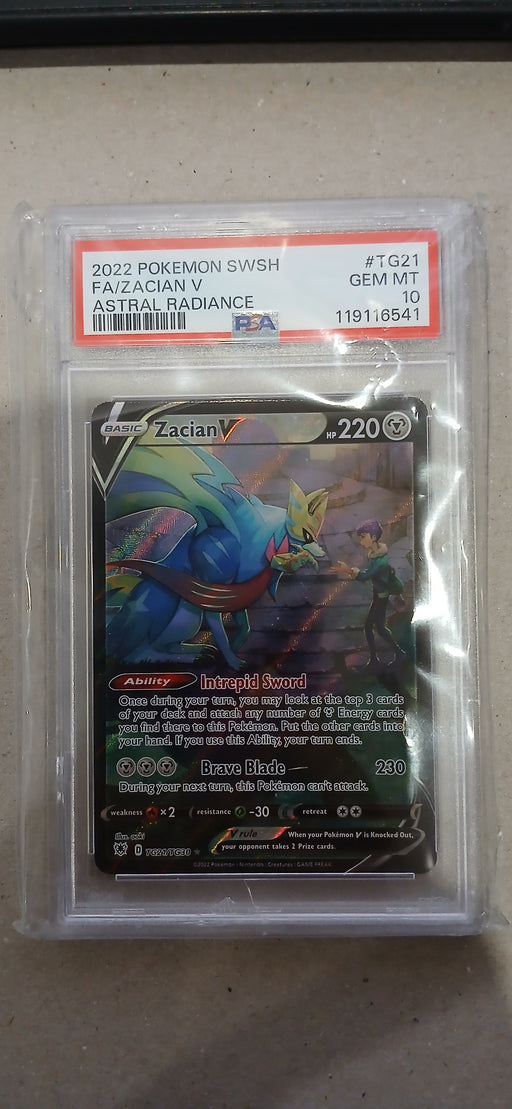 2022 POKEMON SWSH #TG21
FA/ZACIAN V GEM MT
ASTRAL RADIANCE 10
PSA 119116541
BASIC Zacian V HP 220
Ability Intrepid Sword
Once during your turn, you may look at the top 3 cards
of your deck and attach any number of Energy cards
you find there to this Pokémon. Put the other cards into
your hand. If you use this Ability, your turn ends.
Brave Blade 230
During your next turn, this Pokémon can't attack.
weakness ×2 resistance -30 retreat
V rule When your Pokémon V is Knocked Out,
your opponent takes 2 Prize cards.
Illus. ooki
D TG21/TG30 ★
©2022 Pokémon / Nintendo / Creatures / GAME FREAK